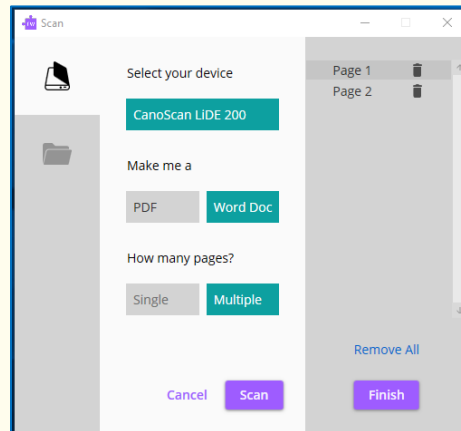 Scan
Select your device
CanoScan LiDE 200
Make me a
PDF
Word Doc
How many pages?
Single
Multiple
Cancel
Scan
Page 1
Page 2
Remove All
Finish